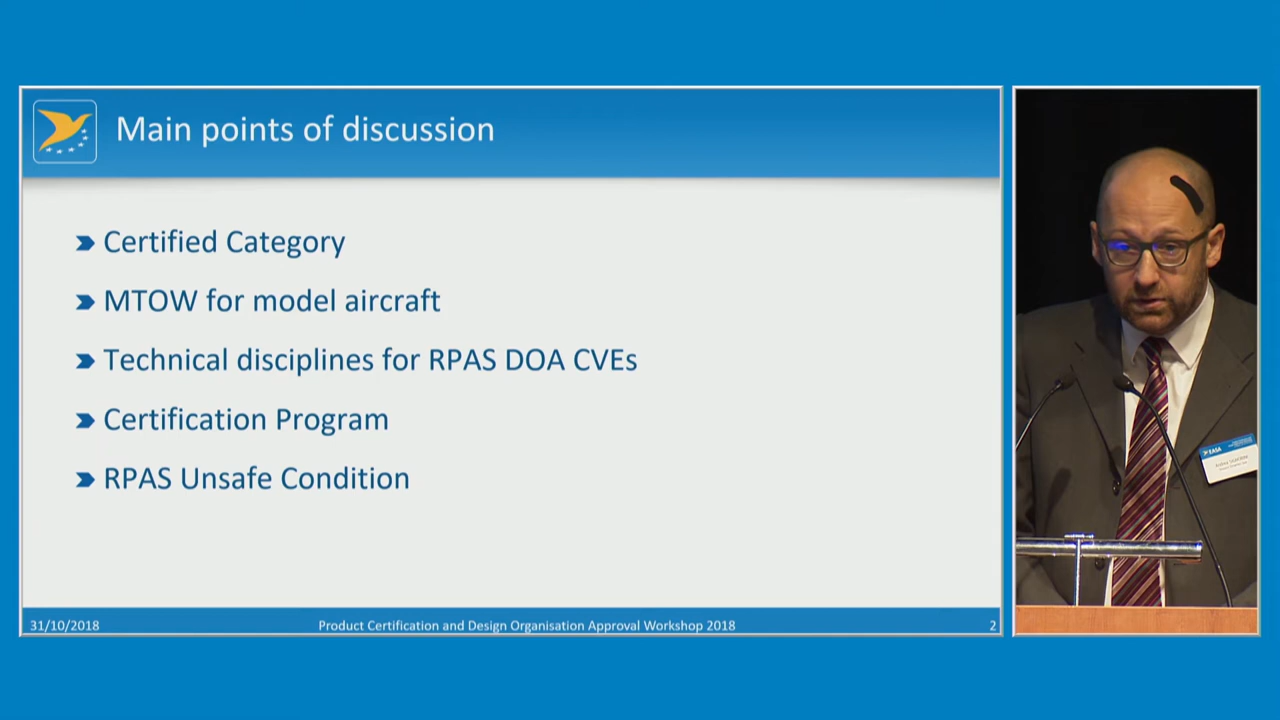 Main points of discussion
Certified Category
MTOW for model aircraft
Technical disciplines for RPAS DOA CVEs
Certification Program
RPAS Unsafe Condition
31/10/2018
Product Certification and Design Organisation Approval Workshop 2018
2
EASA